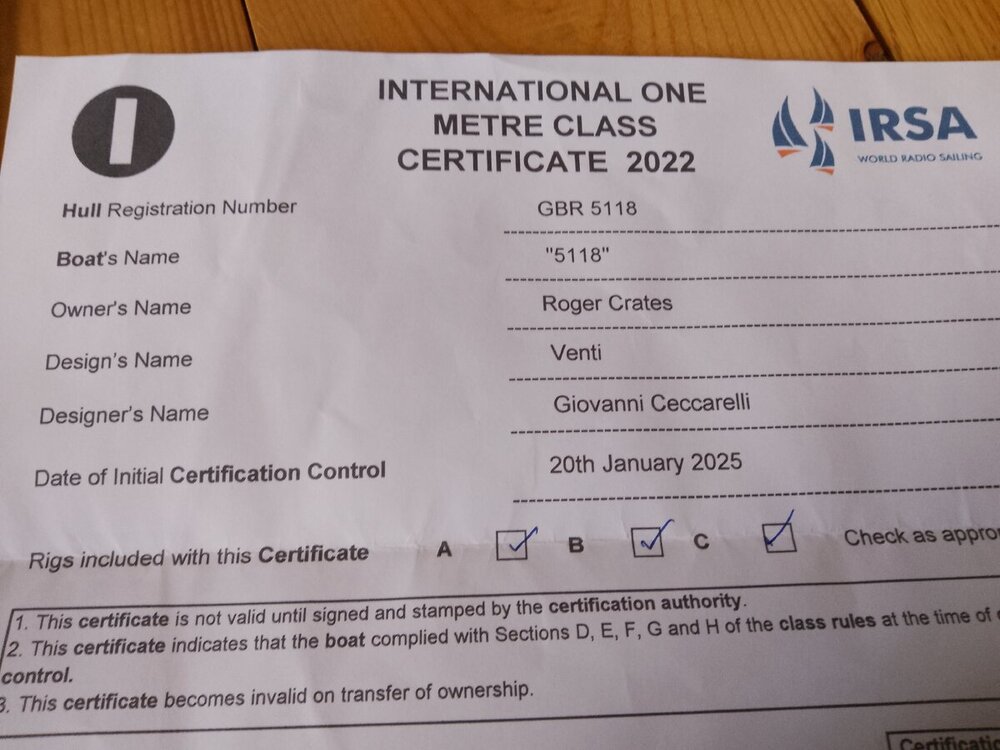 INTERNATIONAL ONE
METRE CLASS
CERTIFICATE 2022
IRSA
WORLD RADIO SAILING
Hull Registration Number GBR 5118
Boat's Name "5118"
Owner's Name Roger Crates
Design's Name Venti
Designer's Name Giovanni Ceccarelli
Date of Initial Certification Control 20th January 2025
Rigs included with this Certificate A B C Check as appro
1. This certificate is not valid until signed and stamped by the certification authority.
2. This certificate indicates that the boat complied with Sections D, E, F, G and H of the class rules at the time of
control.
3. This certificate becomes invalid on transfer of ownership.